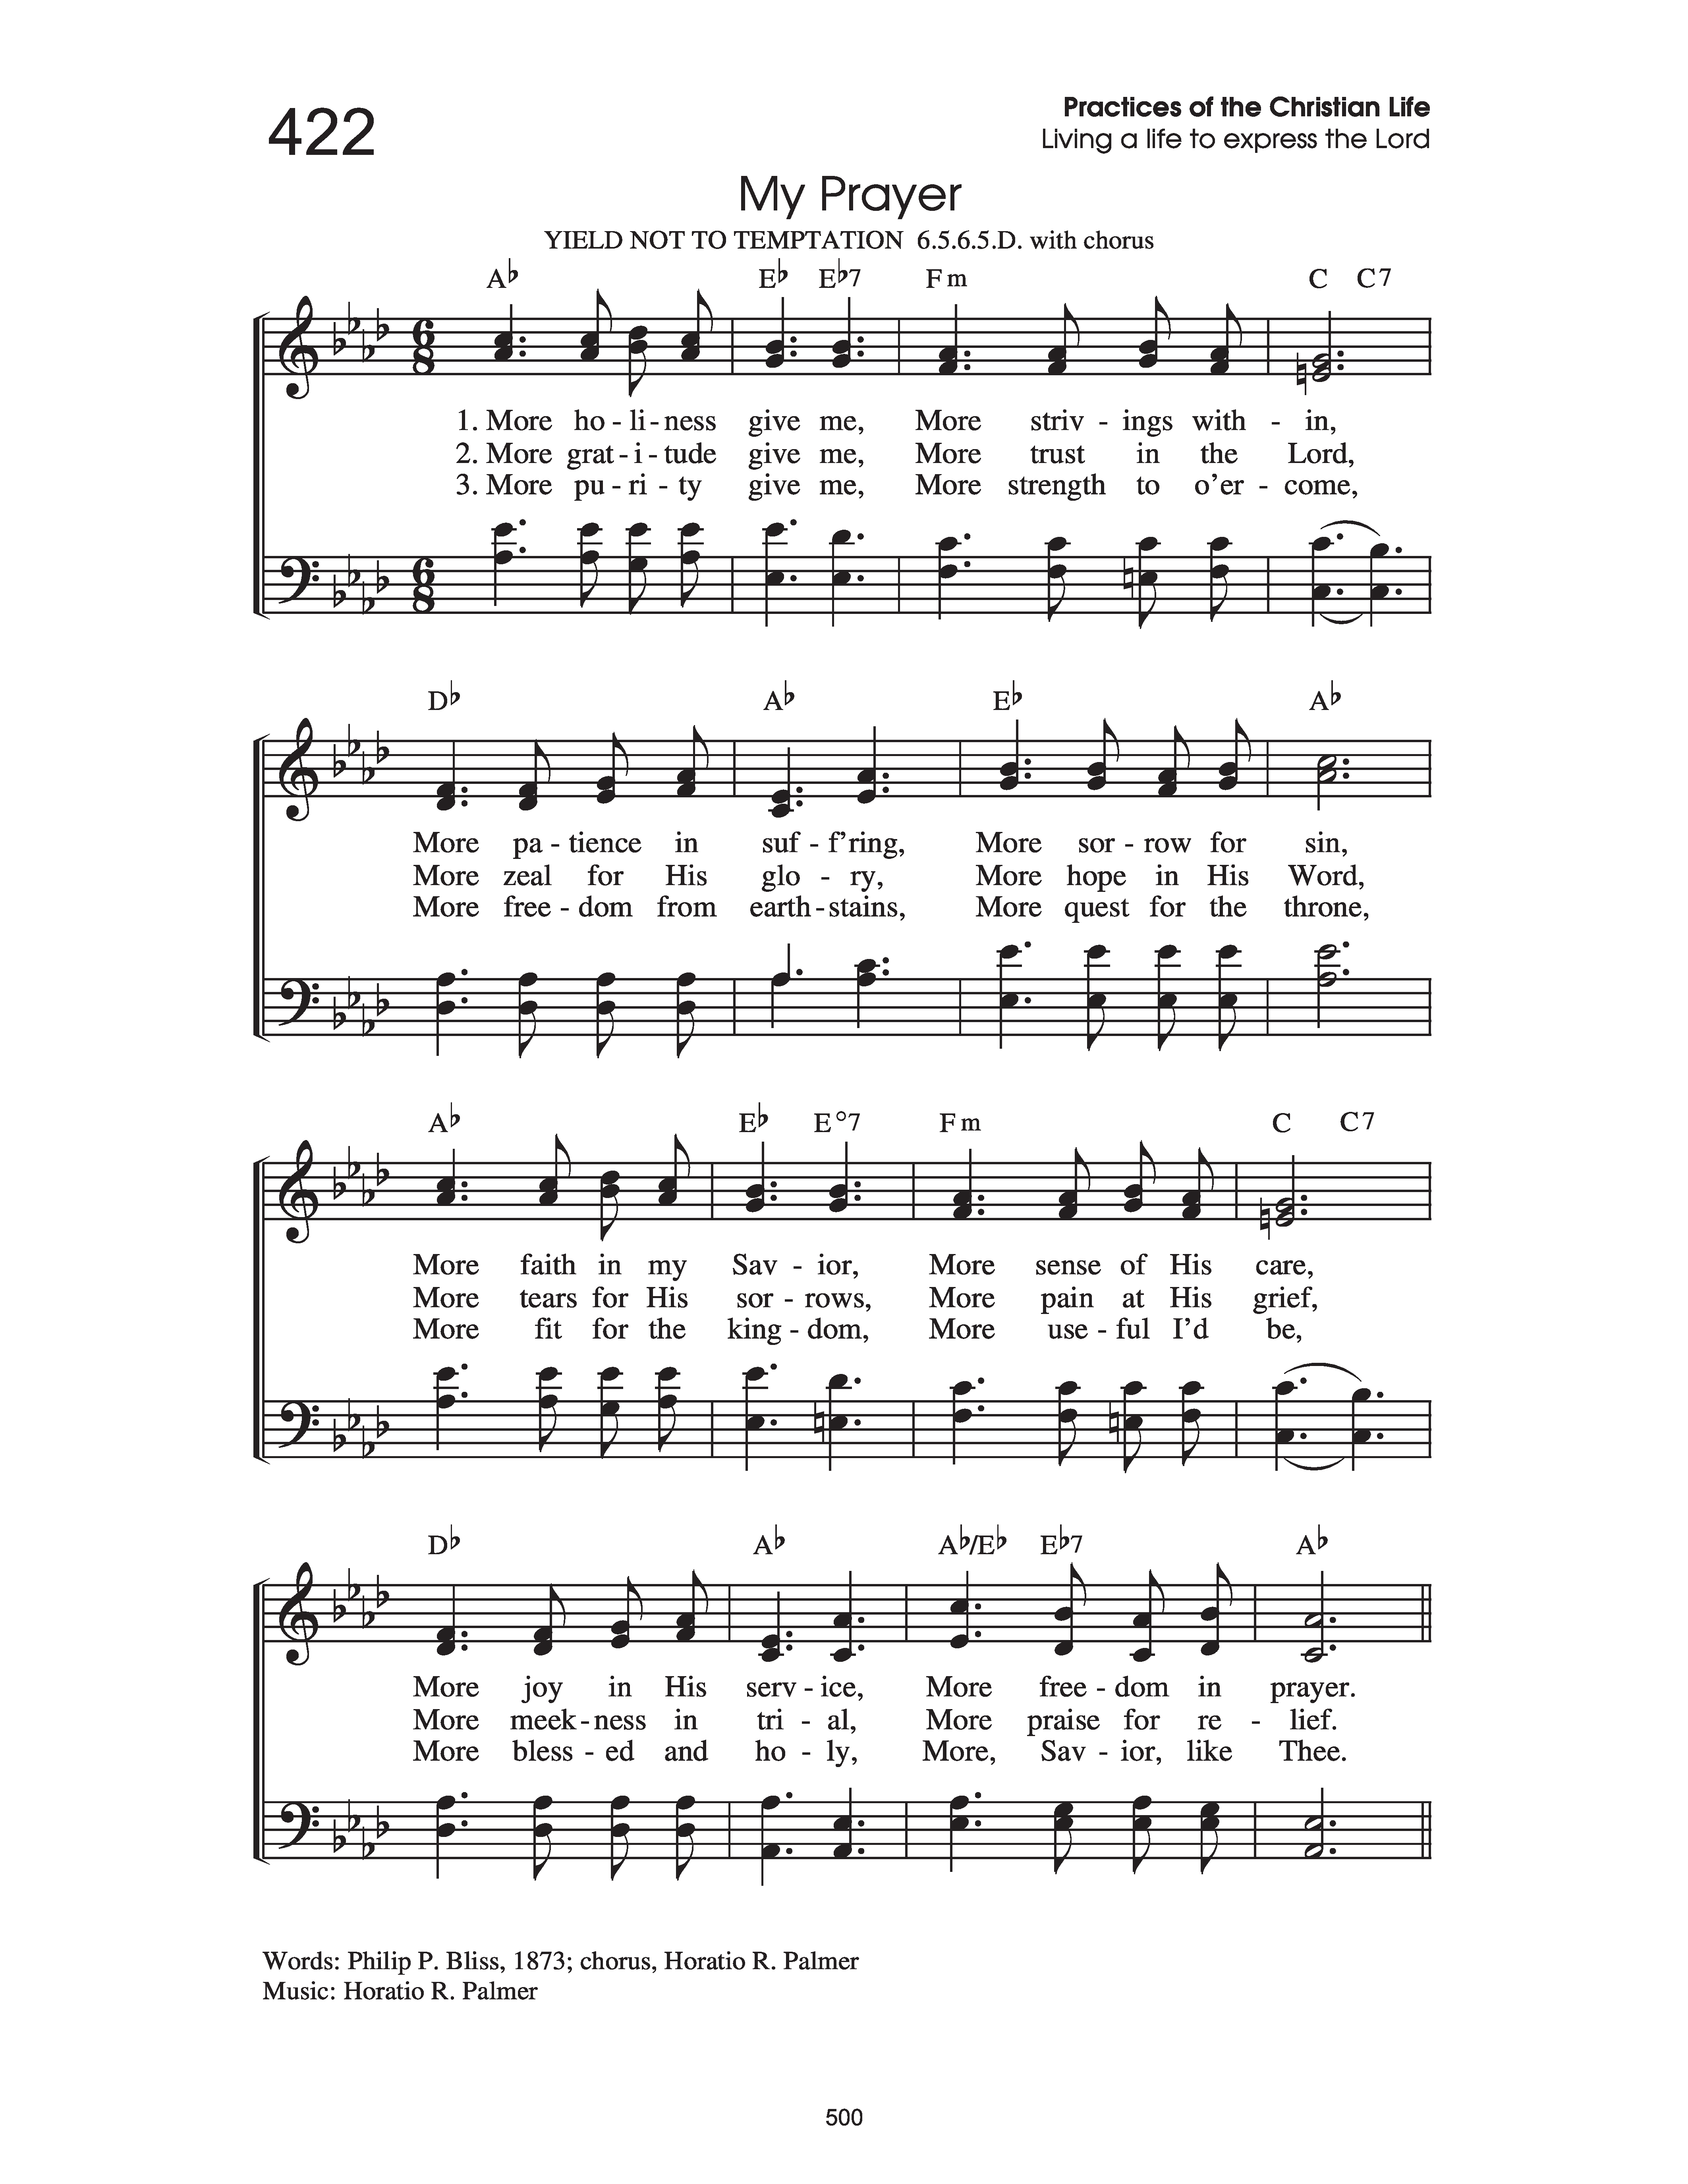 422
Practices of the Christian Life
Living a life to express the Lord
My Prayer
YIELD NOT TO TEMPTATION 6.5.6.5.D. with chorus
A♭ E♭ E♭7 Fm C C7
6 8
1. More ho - li - ness give me, More striv - ings with - in,
2. More grat - i - tude give me, More trust in the Lord,
3. More pu - ri - ty give me, More strength to o'er - come,
6 8
D♭ A♭ E♭ A♭
More pa - tience in suf - f'ring, More sor - row for sin,
More zeal for His glo - ry, More hope in His Word,
More free - dom from earth - stains, More quest for the throne,
A♭ E♭ E°7 Fm C C7
More faith in my Sav - ior, More sense of His care,
More tears for His sor - rows, More pain at His grief,
More fit for the king - dom, More use - ful I'd be,
D♭ A♭ A♭/E♭ E♭7 A♭
More joy in His serv - ice, More free - dom in prayer.
More meek - ness in tri - al, More praise for re - lief.
More bless - ed and ho - ly, More, Sav - ior, like Thee.
Words: Philip P. Bliss, 1873; chorus, Horatio R. Palmer
Music: Horatio R. Palmer
500